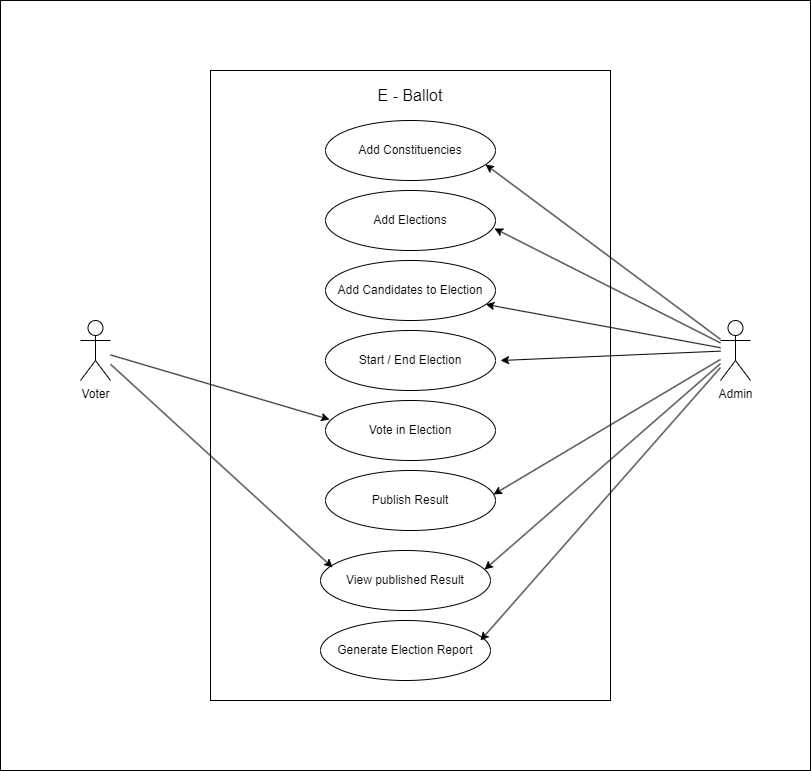 E - Ballot
Add Constituencies
Add Elections
Add Candidates to Election
Start / End Election
Voter
Admin
Vote in Election
Publish Result
View published Result
Generate Election Report